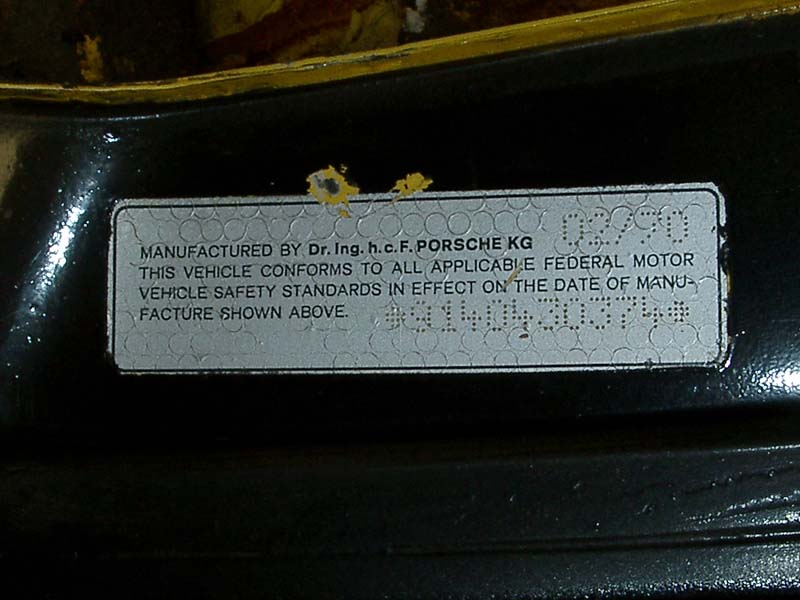 02/70
MANUFACTURED BY Dr. Ing. h.c. F. PORSCHE KG
THIS VEHICLE CONFORMS TO ALL APPLICABLE FEDERAL MOTOR
VEHICLE SAFETY STANDARDS IN EFFECT ON THE DATE OF MANU-
FACTURE SHOWN ABOVE. *9140430374*